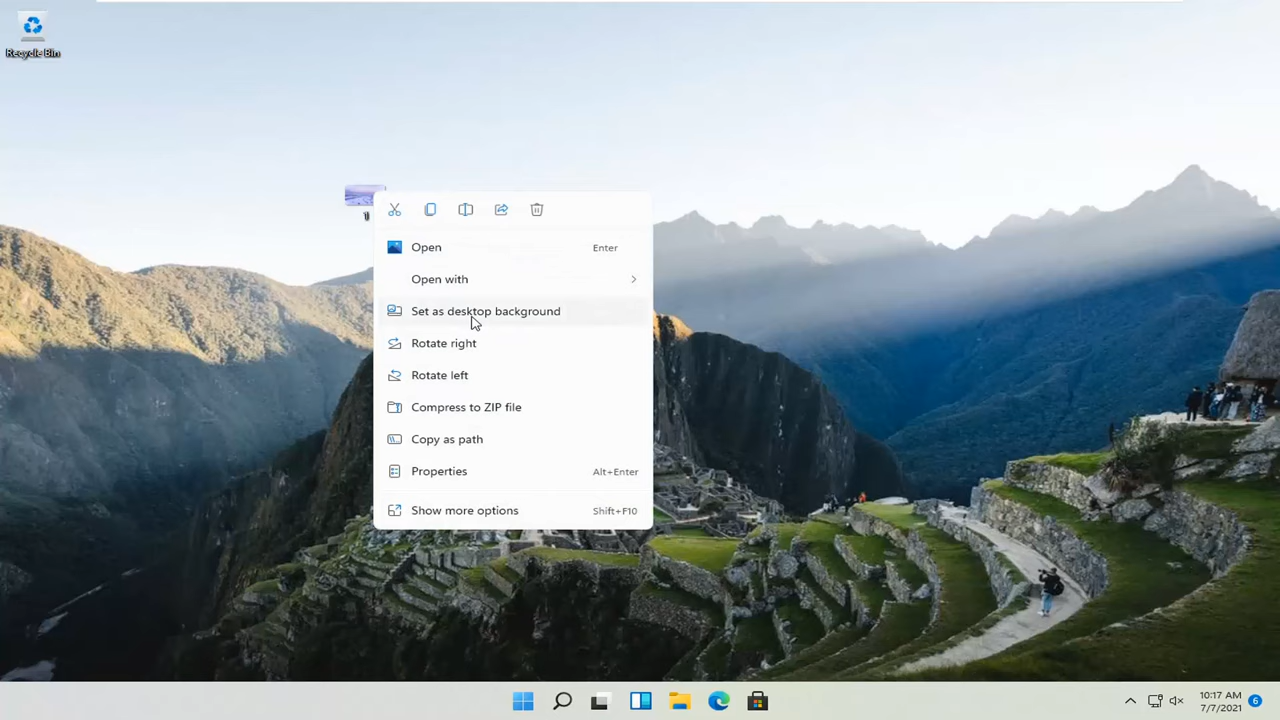 Recycle Bin
Open Enter
Open with
Set as desktop background
Rotate right
Rotate left
Compress to ZIP file
Copy as path
Properties Alt+Enter
Show more options Shift+F10
10:17 AM
7/7/2021
6